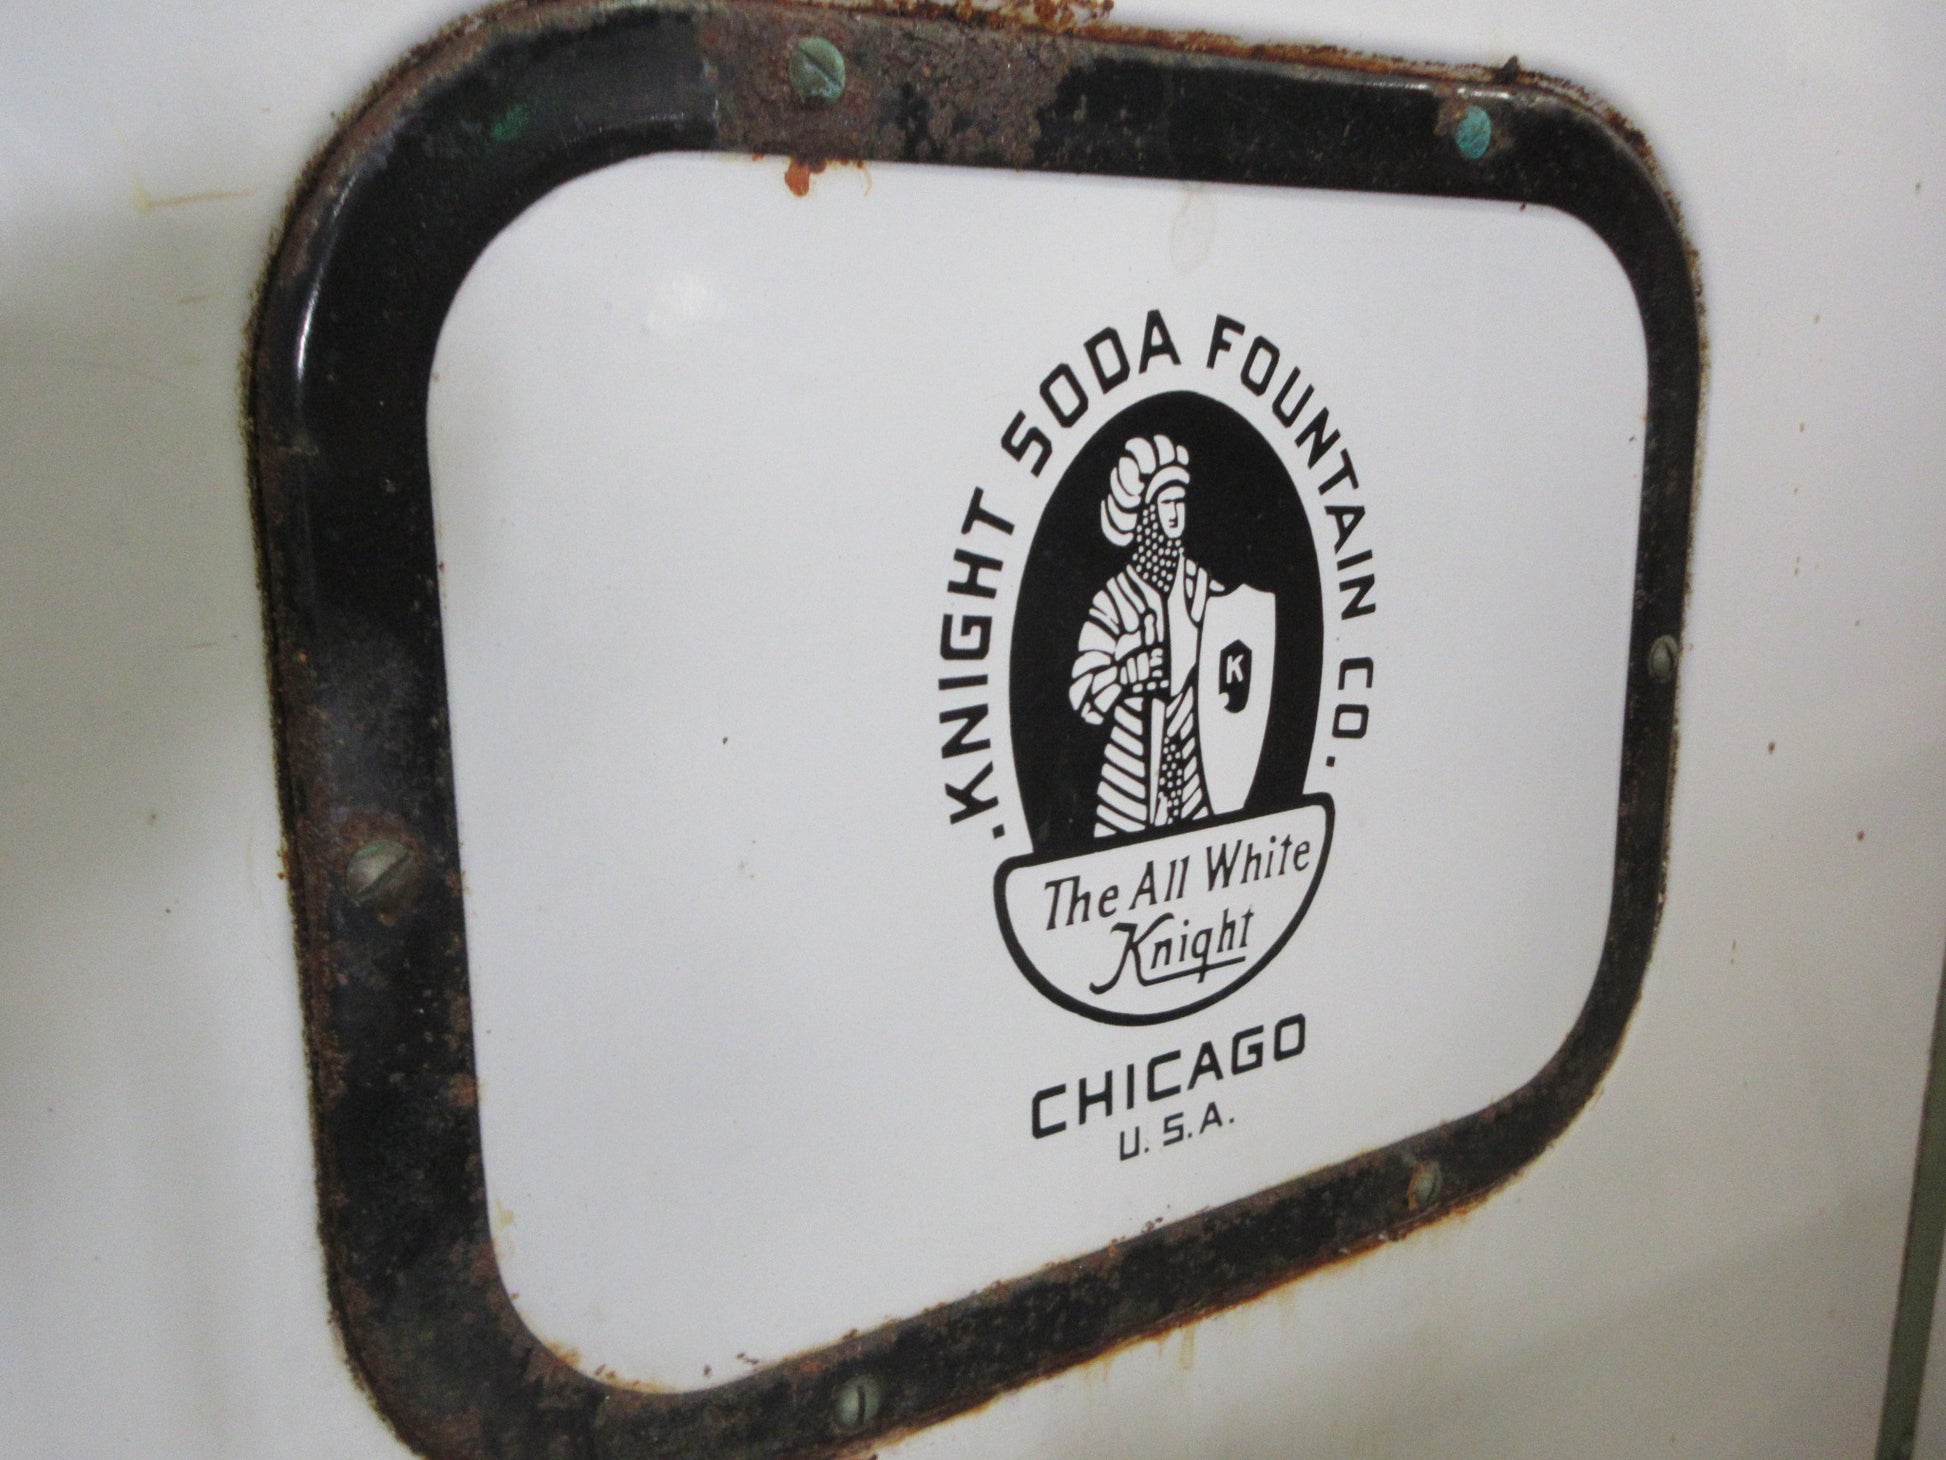 .KNIGHT SODA FOUNTAIN CO.
K
The All White
Knight
CHICAGO
U.S.A.